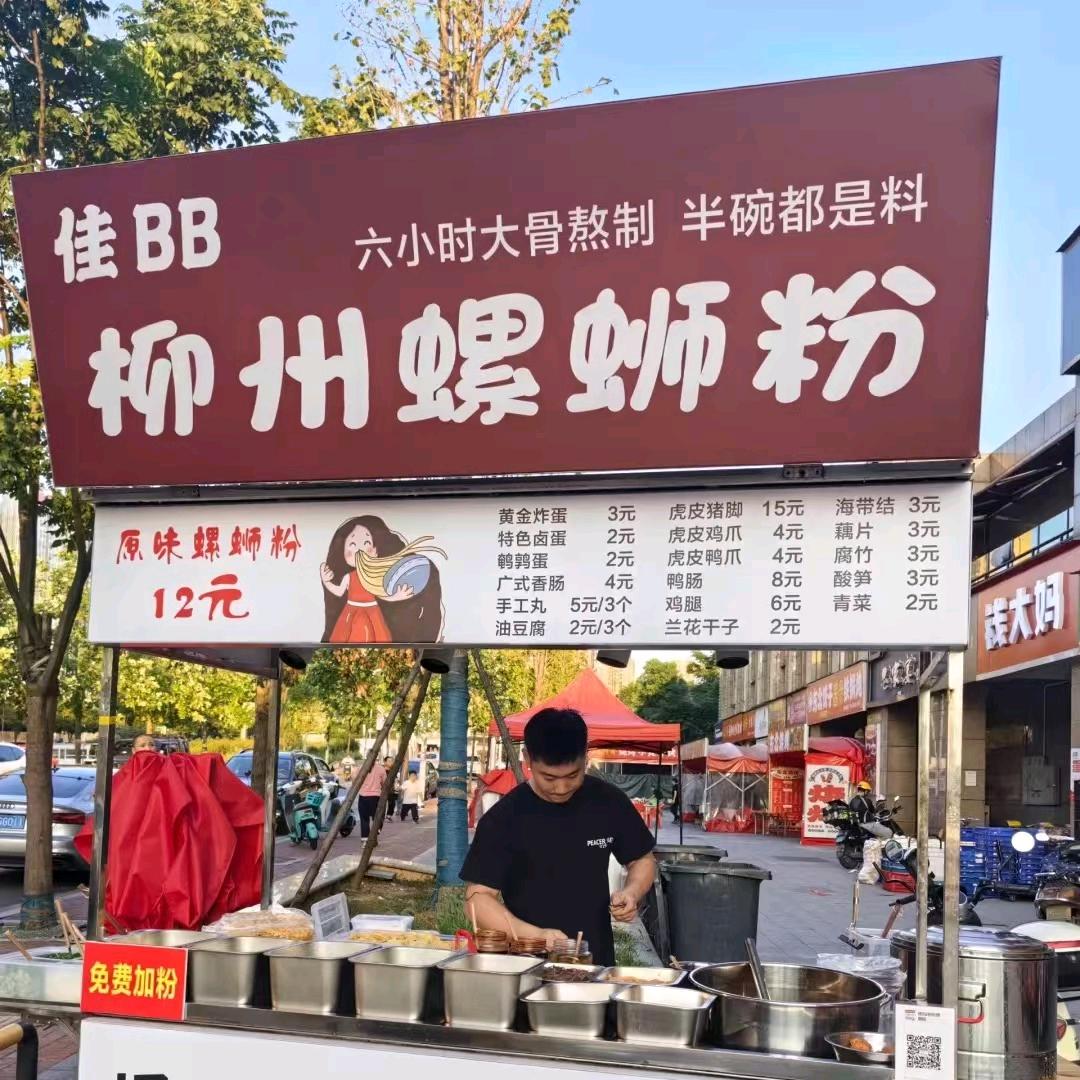 佳BB
六小时大骨熬制 半碗都是料
柳州螺蛳粉
原味螺蛳粉
12元
黄金炸蛋 3元
特色卤蛋 2元
鹌鹑蛋 2元
广式香肠 4元
手工丸 5元/3个
油豆腐 2元/3个
虎皮猪脚 15元
虎皮鸡爪 4元
虎皮鸭爪 4元
鸭肠 8元
鸡腿 6元
兰花干子 2元
海带结 3元
藕片 3元
腐竹 3元
酸笋 3元
青菜 2元
钱大妈
免费加粉